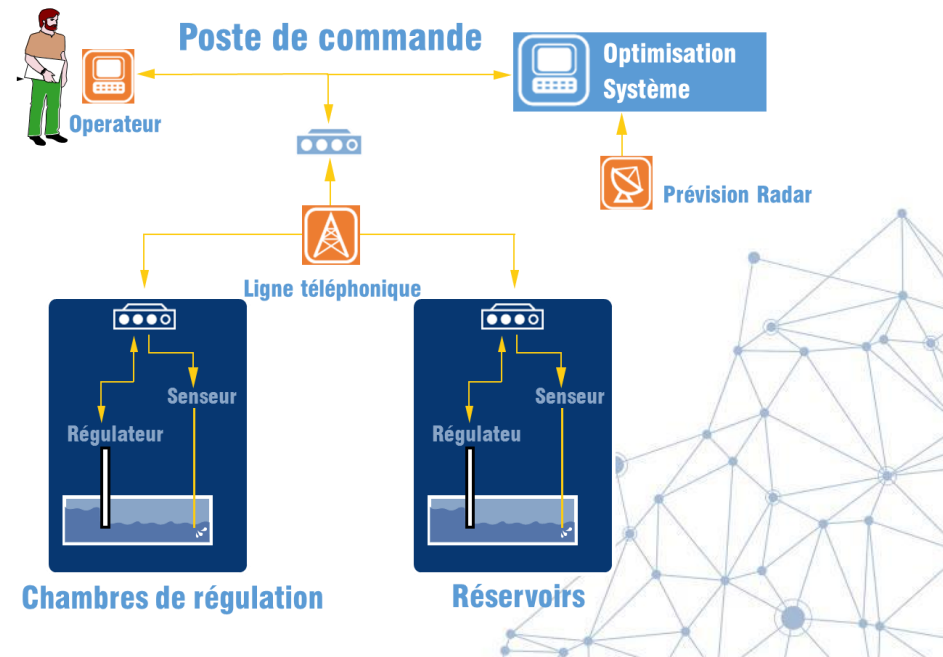 Poste de commande
Optimisation
Système
Operateur
Prévision Radar
Ligne téléphonique
Senseur
Régulateur
Senseur
Régulateu
Chambres de régulation
Réservoirs